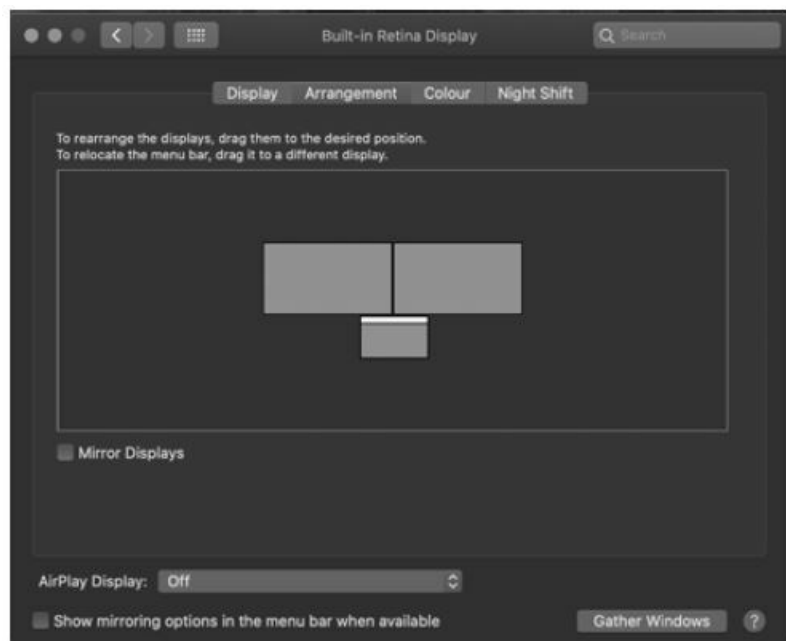 Built-in Retina Display
Search
Display Arrangement Colour Night Shift
To rearrange the displays, drag them to the desired position.
To relocate the menu bar, drag it to a different display.
Mirror Displays
AirPlay Display: Off
Show mirroring options in the menu bar when available Gather Windows ?